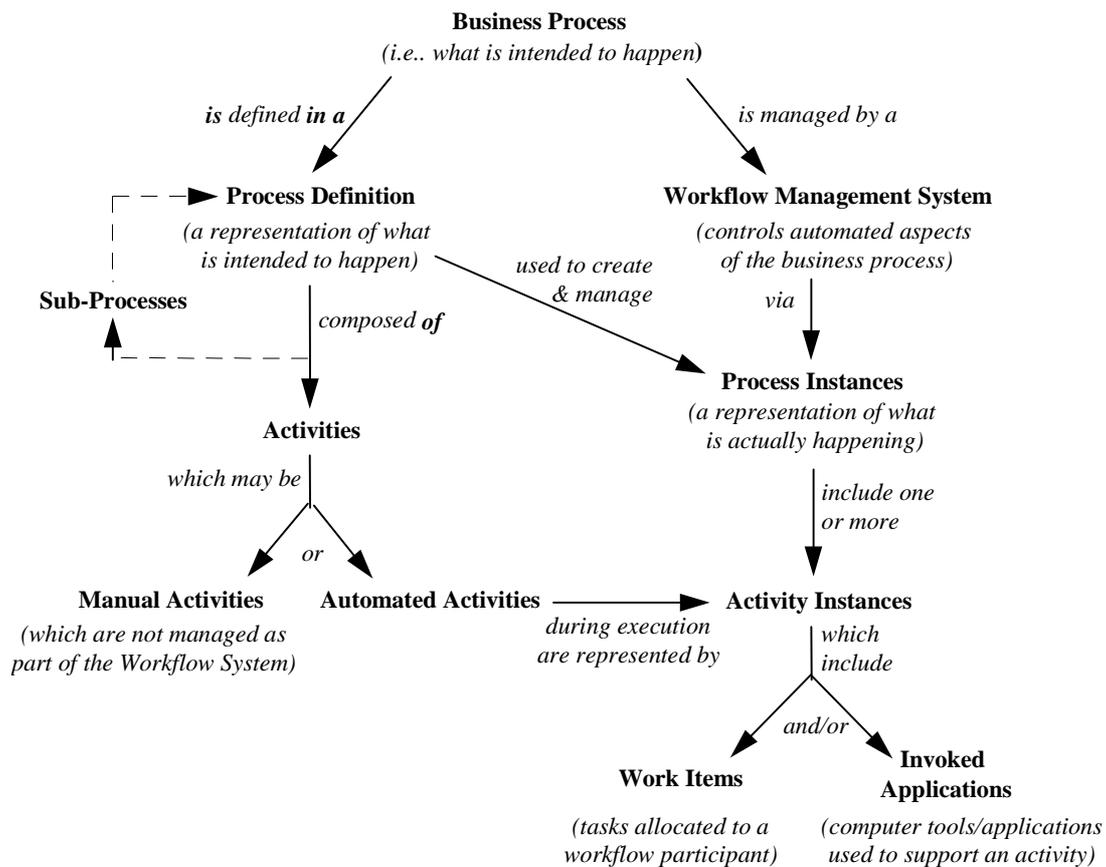 Business Process
(i.e.. what is intended to happen)
is defined in a
is managed by a
Process Definition
(a representation of what
is intended to happen)
Workflow Management System
(controls automated aspects
of the business process)
used to create
& manage
via
Sub-Processes
composed of
Process Instances
(a representation of what
is actually happening)
Activities
which may be
include one
or more
or
Manual Activities
(which are not managed as
part of the Workflow System)
Automated Activities
during execution
are represented by
Activity Instances
which
include
and/or
Work Items
(tasks allocated to a
workflow participant)
Invoked
Applications
(computer tools/applications
used to support an activity)